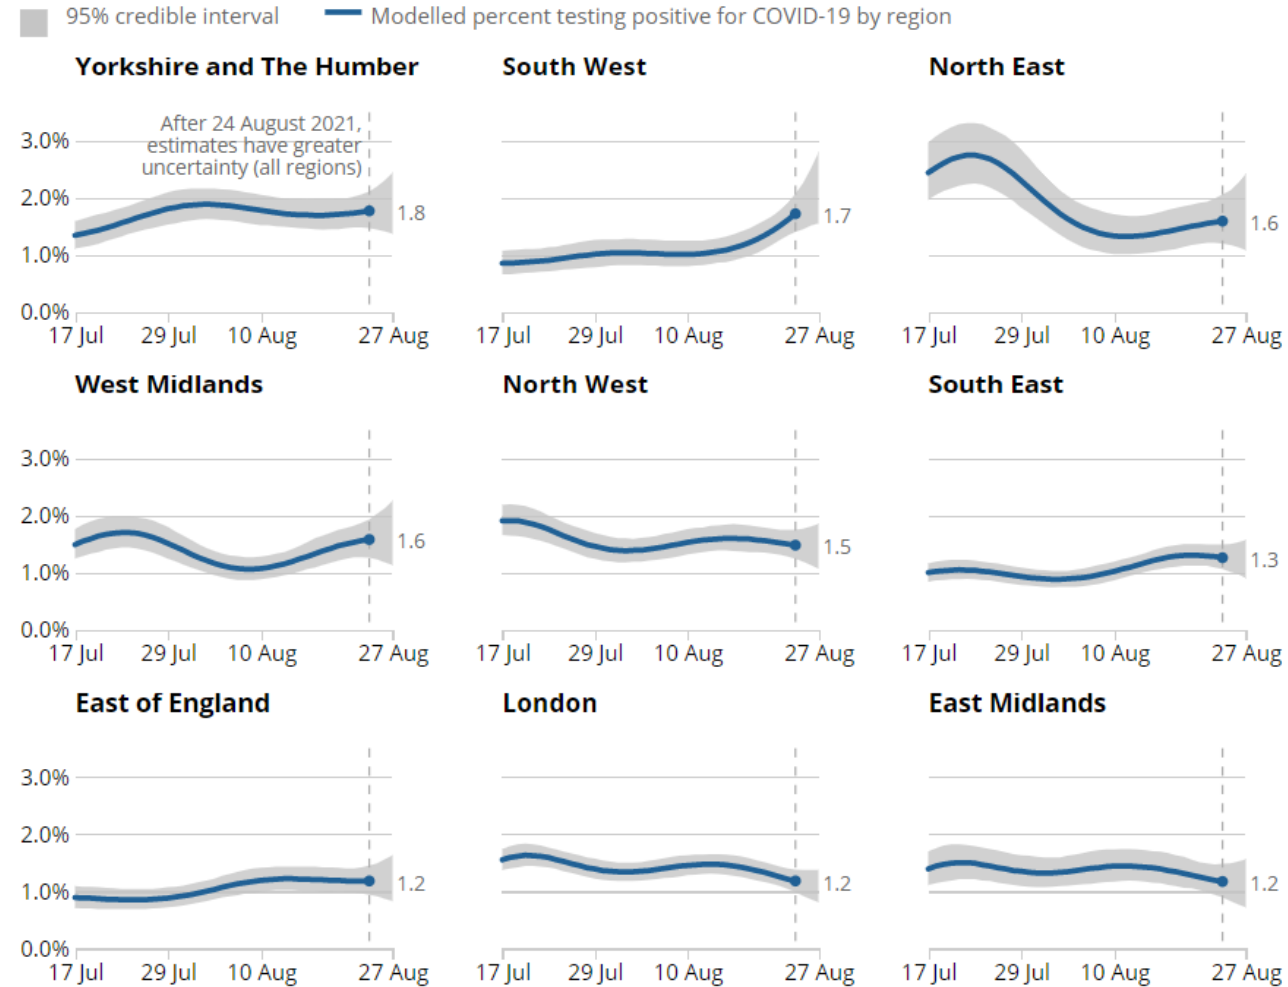 95% credible interval
Modelled percent testing positive for COVID-19 by region
Yorkshire and The Humber
South West
North East
After 24 August 2021,
estimates have greater
uncertainty (all regions)
3.0%
2.0%
1.0%
0.0%
1.8
1.7
1.6
17 Jul 29 Jul 10 Aug 27 Aug
17 Jul 29 Jul 10 Aug 27 Aug
17 Jul 29 Jul 10 Aug 27 Aug
West Midlands
North West
South East
3.0%
2.0%
1.0%
0.0%
1.6
1.5
1.3
17 Jul 29 Jul 10 Aug 27 Aug
17 Jul 29 Jul 10 Aug 27 Aug
17 Jul 29 Jul 10 Aug 27 Aug
East of England
London
East Midlands
3.0%
2.0%
1.0%
0.0%
1.2
1.2
1.2
17 Jul 29 Jul 10 Aug 27 Aug
17 Jul 29 Jul 10 Aug 27 Aug
17 Jul 29 Jul 10 Aug 27 Aug